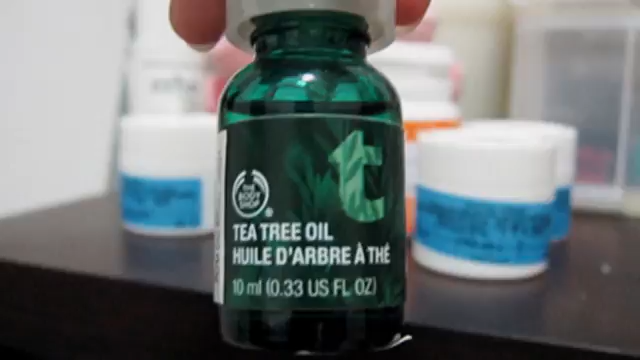 t
THE
BODY
SHOP
®
TEA TREE OIL
HUILE D'ARBRE À THÉ
10 ml (0.33 US FL OZ)